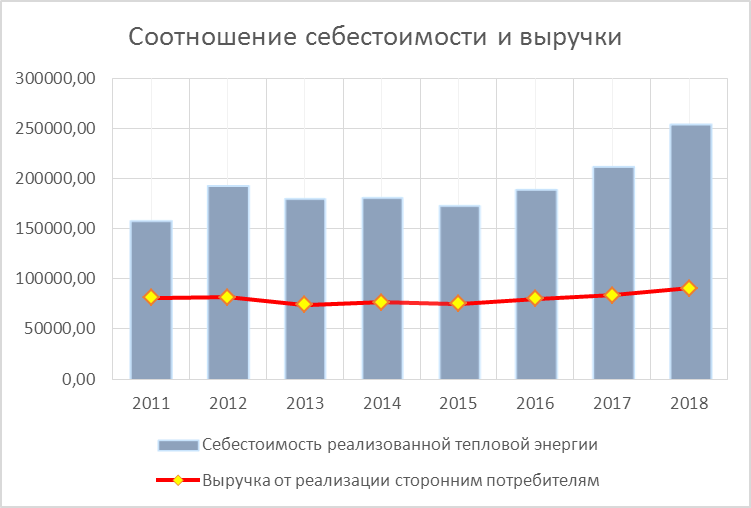 Соотношение себестоимости и выручки
300000,00
250000,00
200000,00
150000,00
100000,00
50000,00
0,00
2011 2012 2013 2014 2015 2016 2017 2018
Себестоимость реализованной тепловой энергии
Выручка от реализации сторонним потребителям